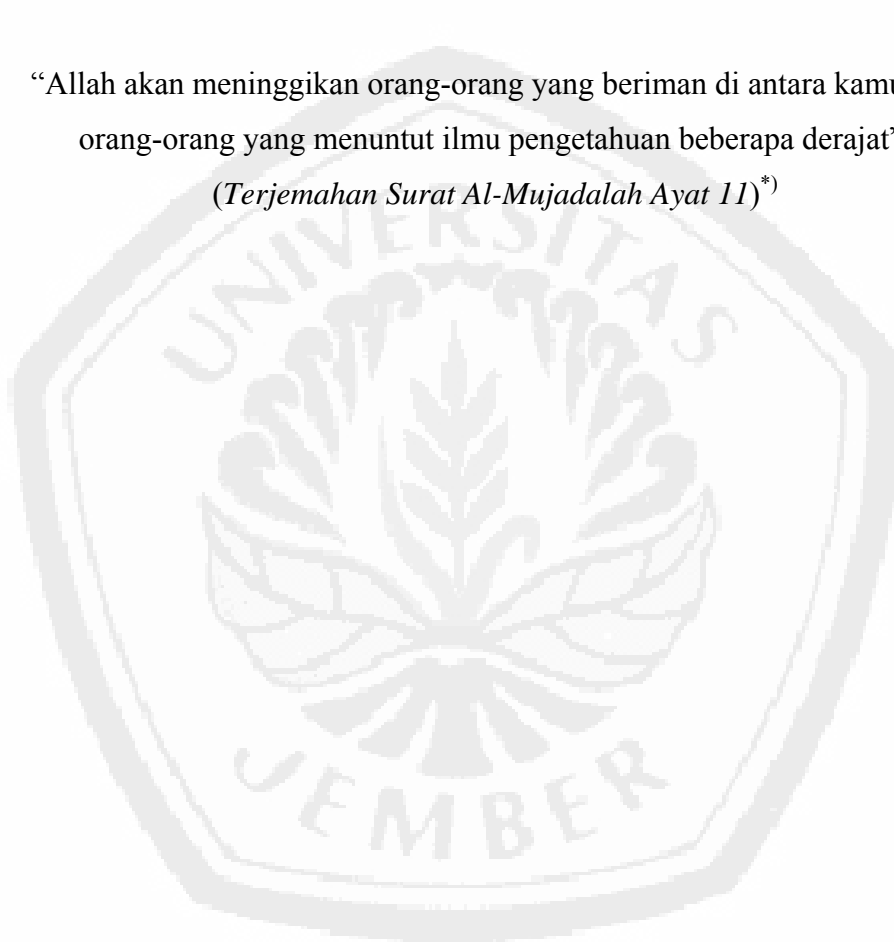 “Allah akan meninggikan orang-orang yang beriman di antara kamu
orang-orang yang menuntut ilmu pengetahuan beberapa derajat”
(Terjemahan Surat Al-Mujadalah Ayat 11)*)
UNIVERSITAS
JEMBER